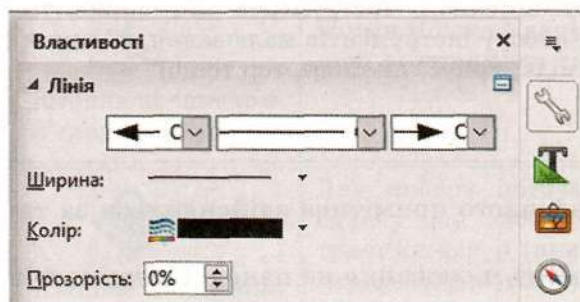 Властивості
Лінія
С С
Ширина:
Колір:
Прозорість: 0%